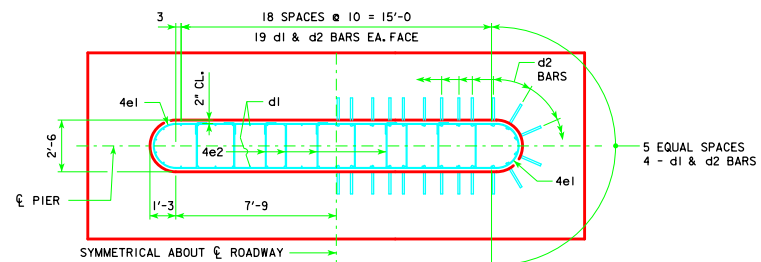 3
18 SPACES @ 10 = 15'-0
19 d1 & d2 BARS EA. FACE
d2
BARS
2" CL.
4e1
d1
2'-6
4e2
5 EQUAL SPACES
4 - d1 & d2 BARS
4e1
℄ PIER
1'-3
7'-9
SYMMETRICAL ABOUT ℄ ROADWAY